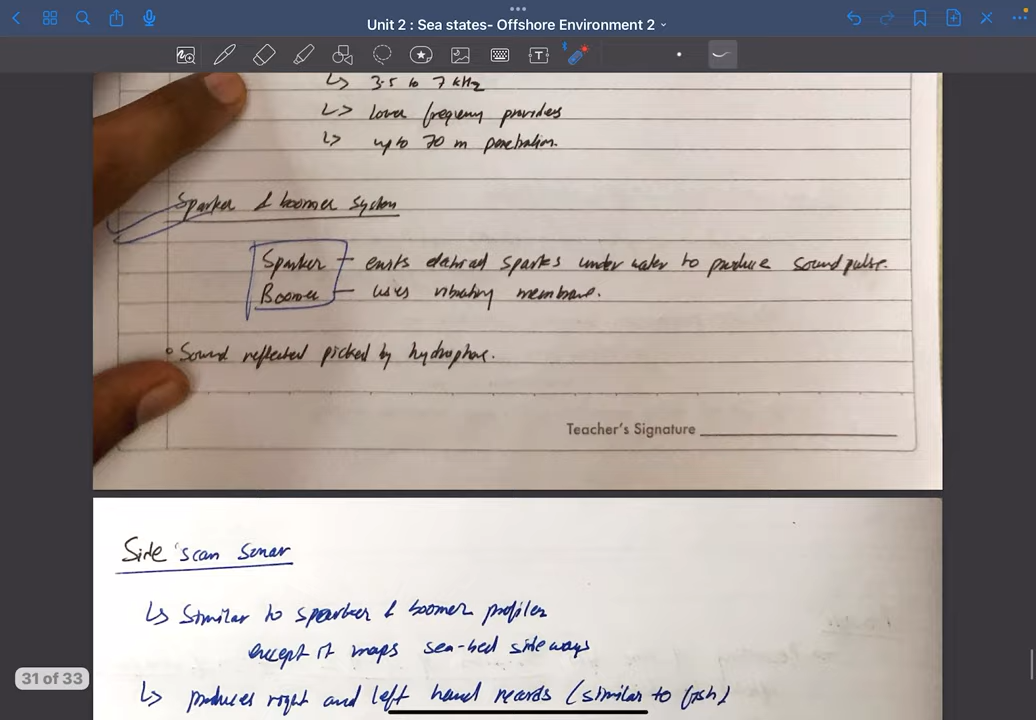 Unit 2 : Sea states- Offshore Environment 2
↳ 3.5 to 7 kHz
↳ lower frequency providers
↳ up to 70 m penetration.
Sparker & boomer System
Sparker - emits electrical sparks under water to produce sound pulse.
Boomer - uses vibrating membrane.
• Sound reflected picked by hydrophone.
Teacher's Signature
Side scan Sonar
↳ Similar to sparker & boomer profiler
except it maps sea-bed sideways
31 of 33
↳ produces right and left hand records (similar to fish)